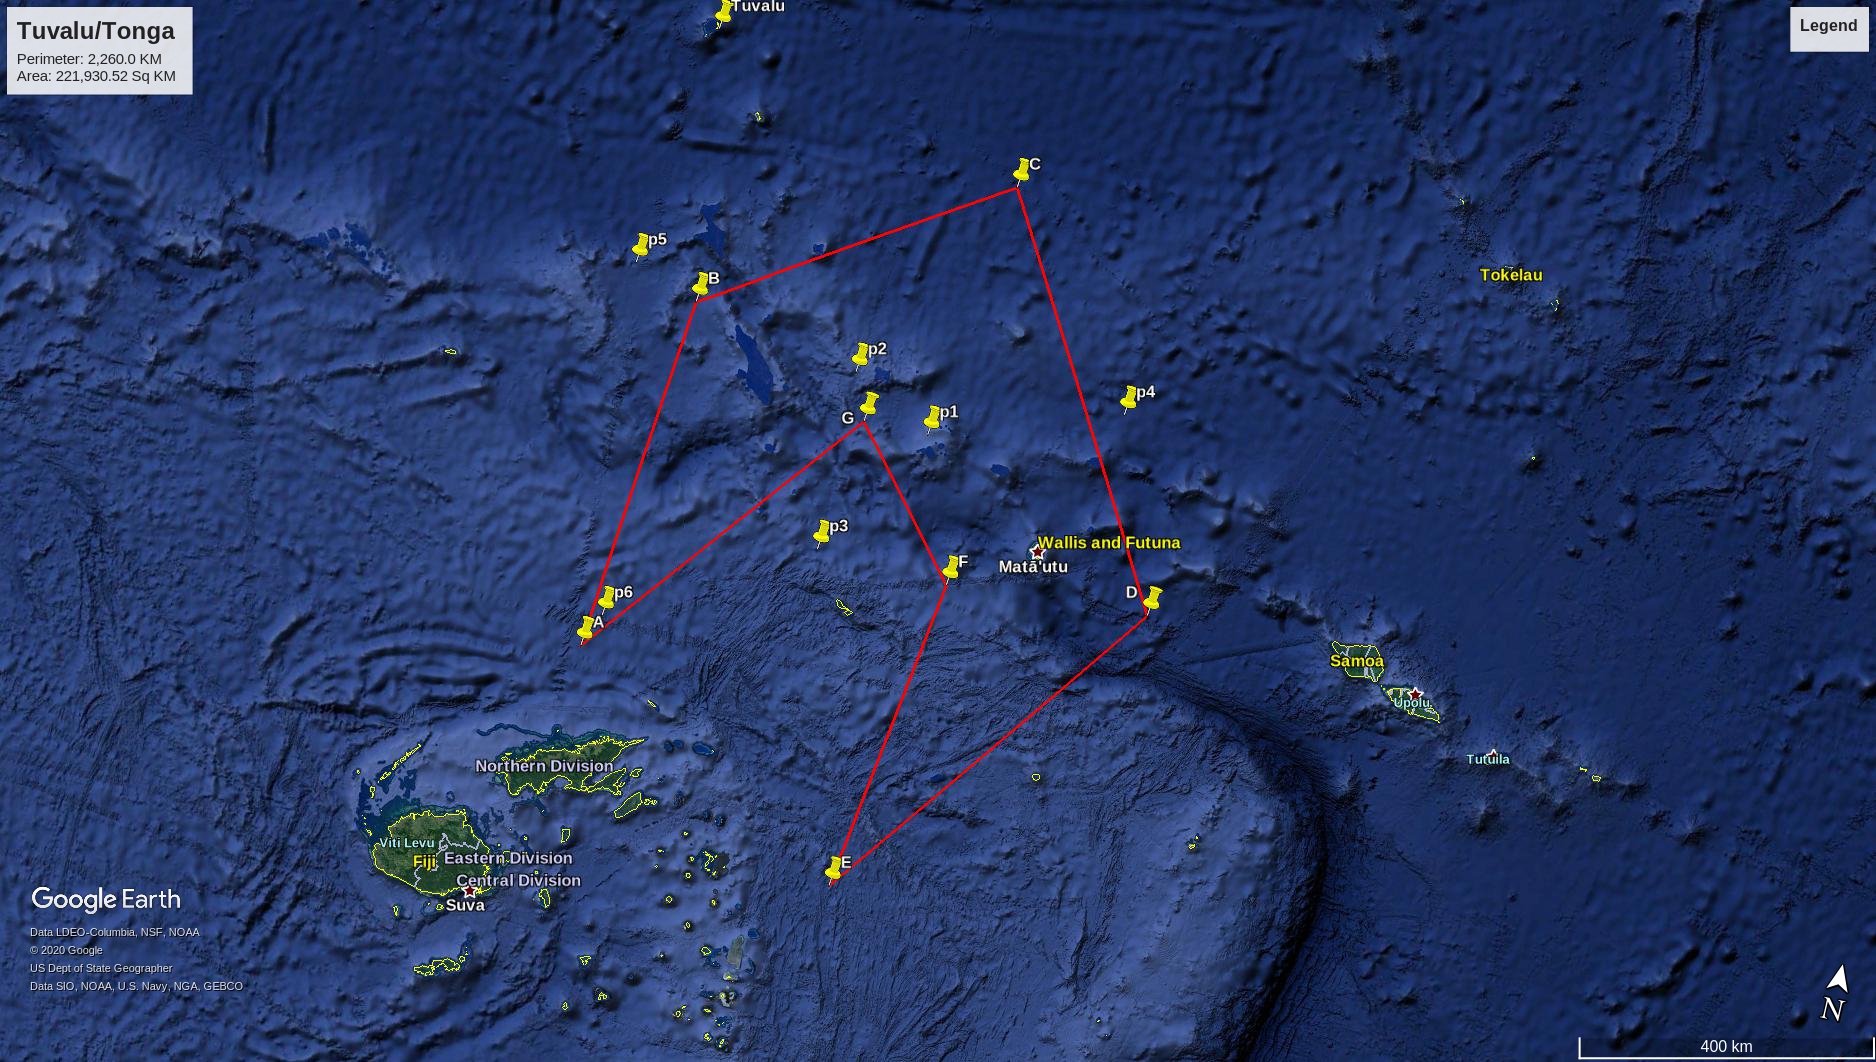 Tuvalu/Tonga
Perimeter: 2,260.0 KM
Area: 221,930.52 Sq KM
Tuvalu
Legend
C
p5
B
Tokelau
p2
p4
G
p1
p3
Wallis and Futuna
F
Matā'utu
p6
D
A
Samoa
Upolu
Northern Division
Tutuila
Viti Levu
Fiji
Eastern Division
E
Central Division
Suva
Google Earth
Data LDEO-Columbia, NSF, NOAA
© 2020 Google
US Dept of State Geographer
Data SIO, NOAA, U.S. Navy, NGA, GEBCO
N
400 km